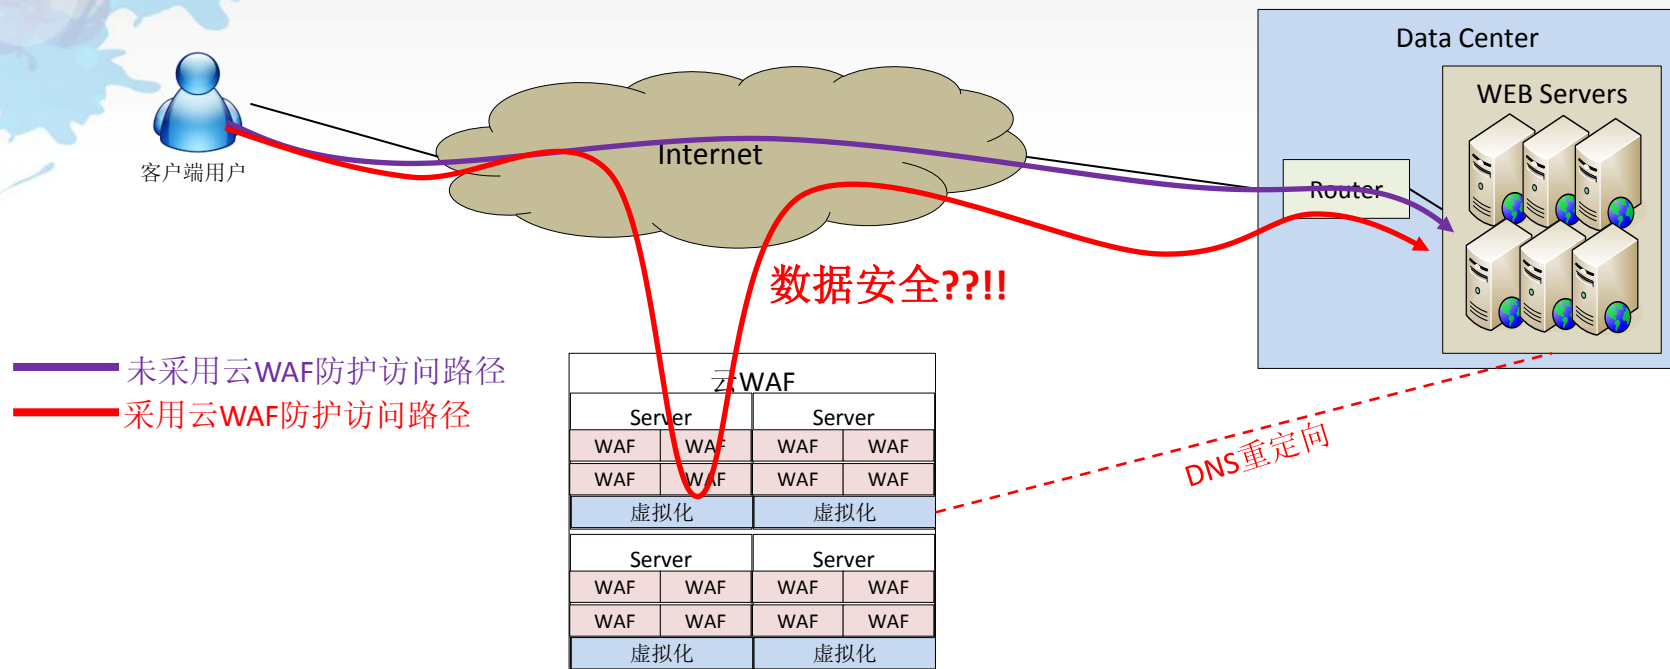 Data Center
WEB Servers
客户端用户
Internet
Router
数据安全??!!
未采用云WAF防护访问路径
采用云WAF防护访问路径
云WAF
Server Server
WAF WAF WAF WAF
WAF WAF WAF WAF
虚拟化 虚拟化
Server Server
WAF WAF WAF WAF
WAF WAF WAF WAF
虚拟化 虚拟化
DNS重定向